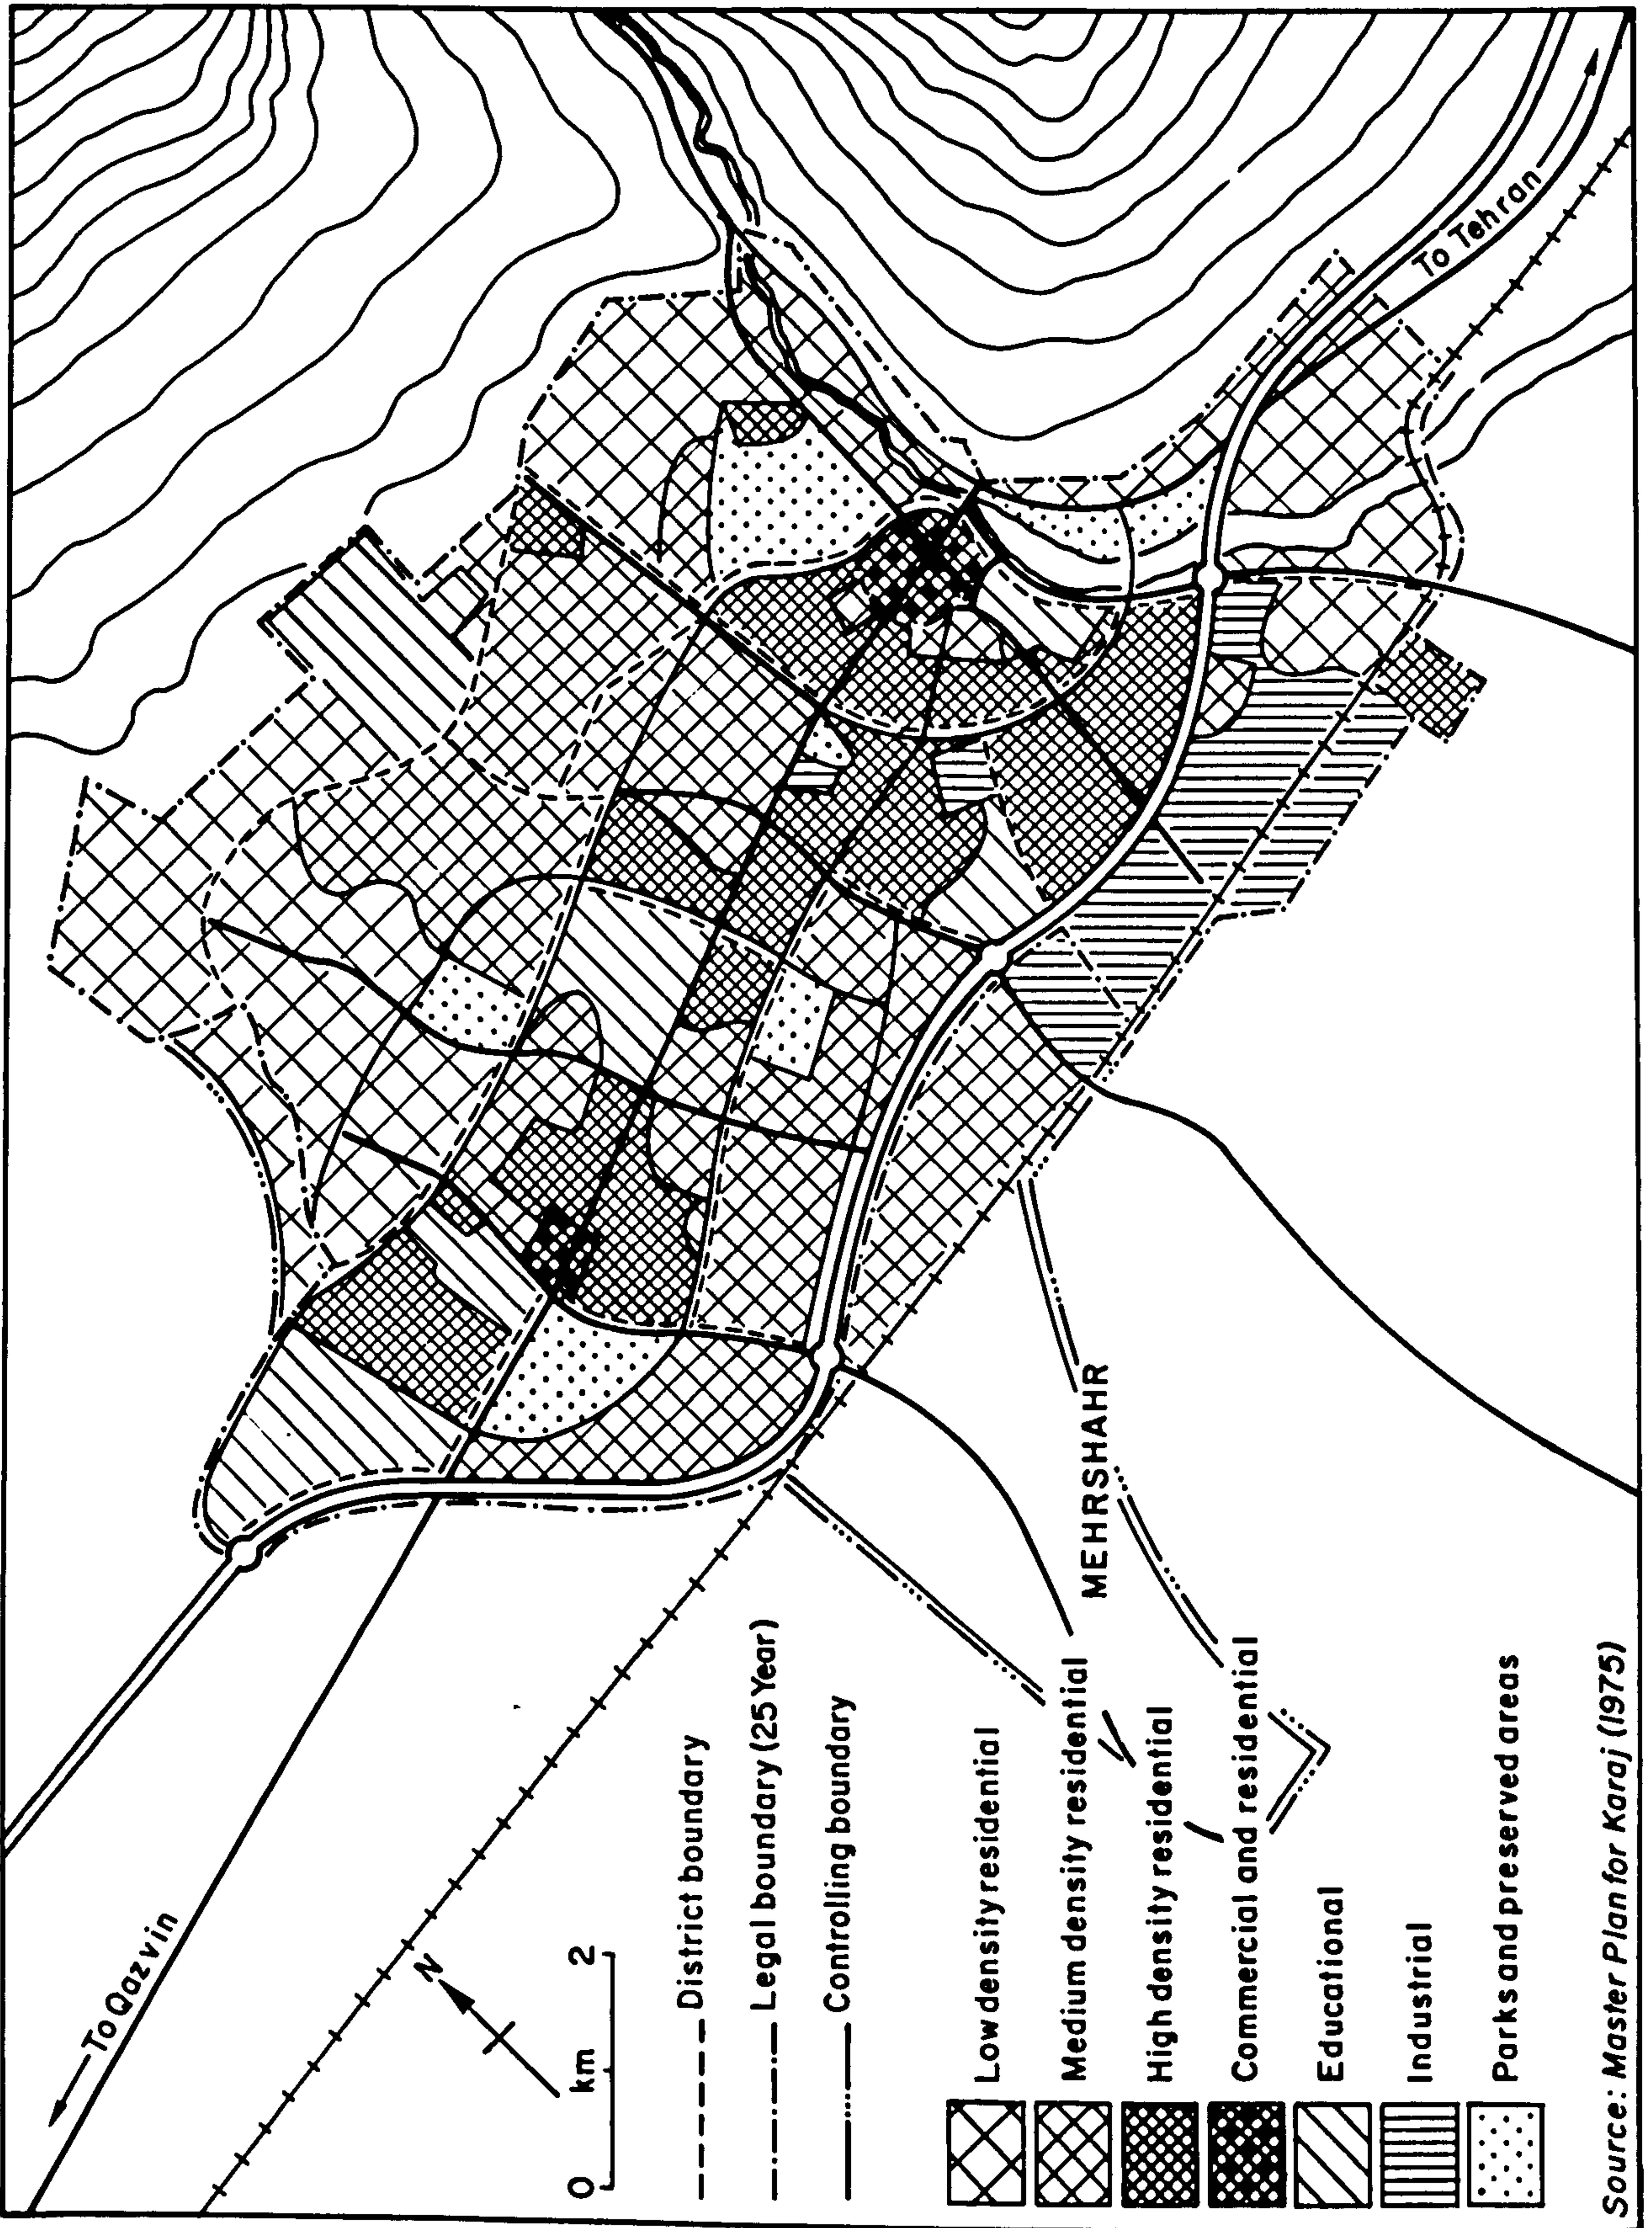 To Qazvin
To Tehran
N
0 km 2
District boundary
Legal boundary (25 Year)
Controlling boundary
MEHRSHAHR
Low density residential
Medium density residential
High density residential
Commercial and residential
Educational
Industrial
Parks and preserved areas
Source: Master Plan for Karaj (1975)